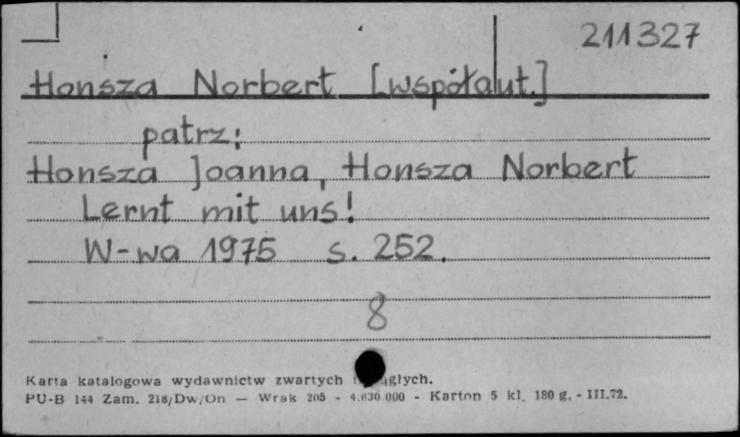 211327
Honsza Norbert [współaut.]
patrz:
Honsza Joanna, Honsza Norbert
Lernt mit uns!
W-wa 1975 s. 252.
8
Karta katalogowa wydawnictw zwartych
PU-B 144 Zam. 218/Dw/On — Wrak 205 - 4.030.000 - Karton 5 kl. 180 g. - III.72.